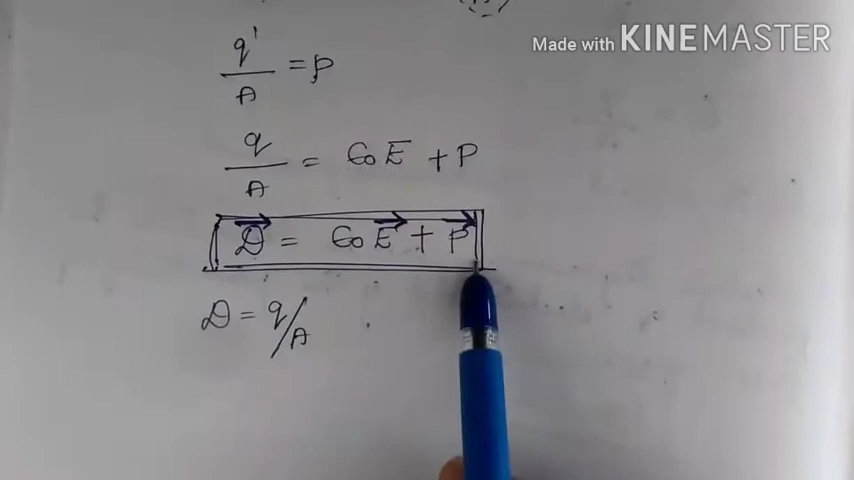 Made with KINEMASTER
q'/A = P
q/A = ϵ₀E + P
D⃗ = ϵ₀E⃗ + P⃗
D = q/A